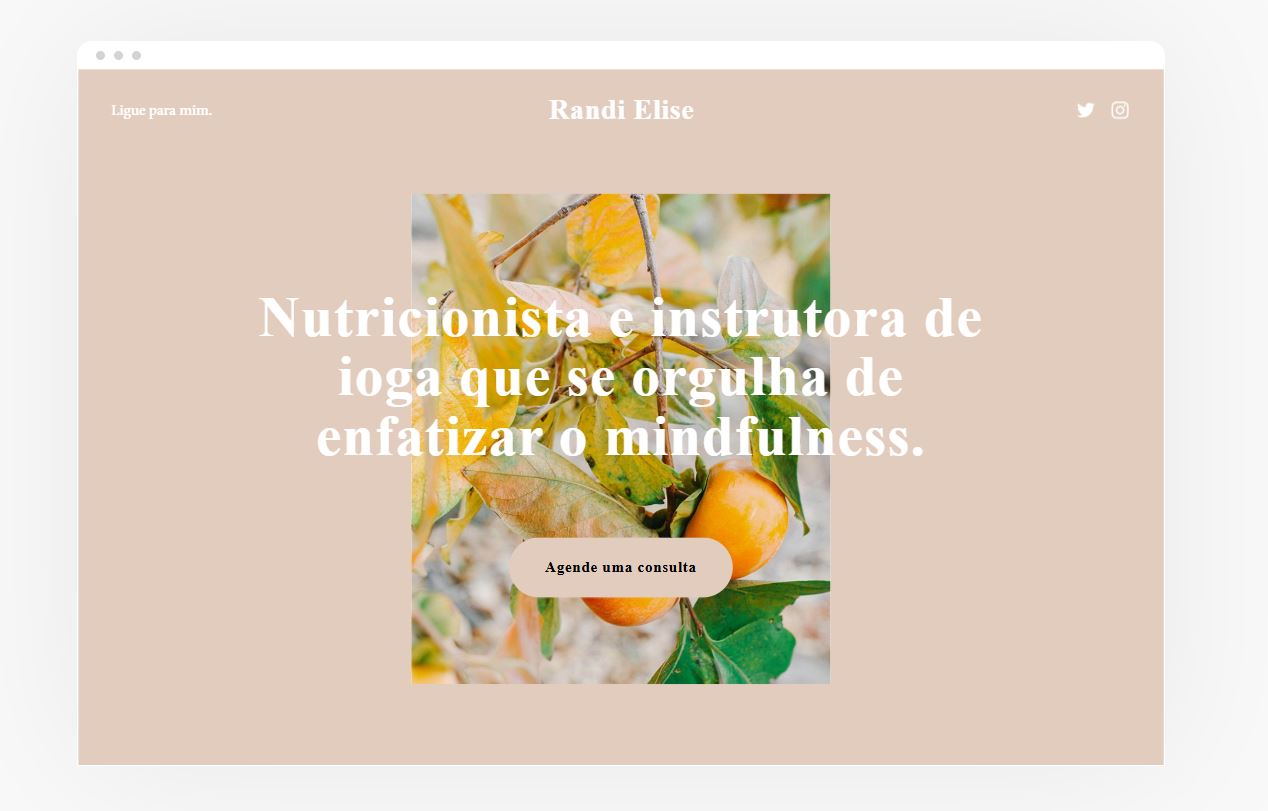 Ligue para mim.
Randi Elise
Nutricionista e instrutora de
ioga que se orgulha de
enfatizar o mindfulness.
Agende uma consulta